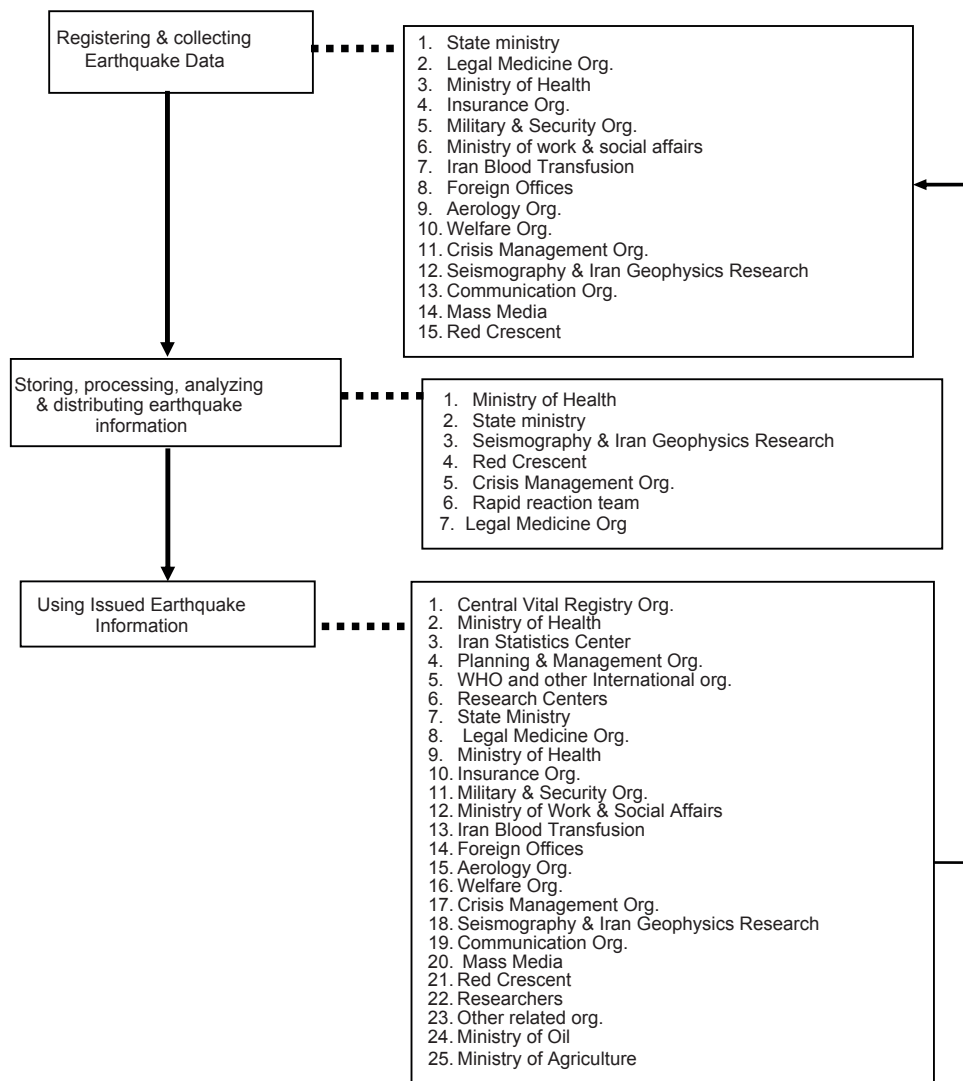 Registering & collecting
Earthquake Data
1. State ministry
2. Legal Medicine Org.
3. Ministry of Health
4. Insurance Org.
5. Military & Security Org.
6. Ministry of work & social affairs
7. Iran Blood Transfusion
8. Foreign Offices
9. Aerology Org.
10. Welfare Org.
11. Crisis Management Org.
12. Seismography & Iran Geophysics Research
13. Communication Org.
14. Mass Media
15. Red Crescent
Storing, processing, analyzing
& distributing earthquake
information
1. Ministry of Health
2. State ministry
3. Seismography & Iran Geophysics Research
4. Red Crescent
5. Crisis Management Org.
6. Rapid reaction team
7. Legal Medicine Org
Using Issued Earthquake
Information
1. Central Vital Registry Org.
2. Ministry of Health
3. Iran Statistics Center
4. Planning & Management Org.
5. WHO and other International org.
6. Research Centers
7. State Ministry
8. Legal Medicine Org.
9. Ministry of Health
10. Insurance Org.
11. Military & Security Org.
12. Ministry of Work & Social Affairs
13. Iran Blood Transfusion
14. Foreign Offices
15. Aerology Org.
16. Welfare Org.
17. Crisis Management Org.
18. Seismography & Iran Geophysics Research
19. Communication Org.
20. Mass Media
21. Red Crescent
22. Researchers
23. Other related org.
24. Ministry of Oil
25. Ministry of Agriculture